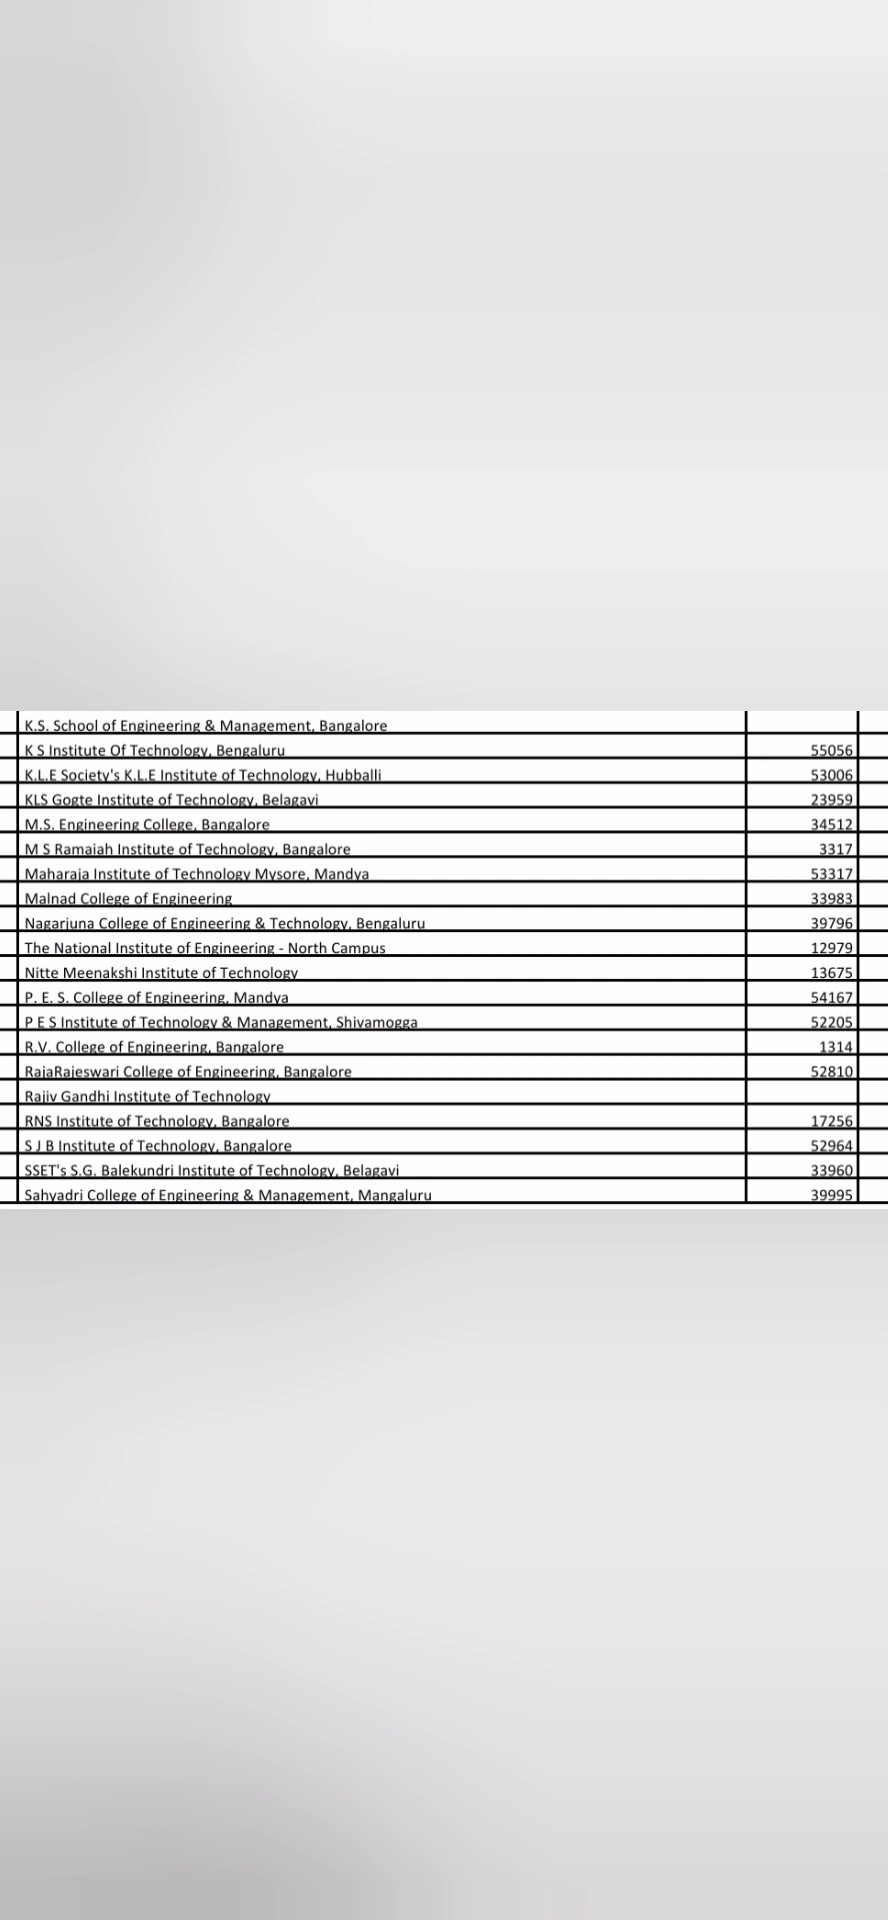 K.S. School of Engineering & Management, Bangalore
K S Institute Of Technology, Bengaluru 55056
K.L.E Society's K.L.E Institute of Technology, Hubballi 53006
KLS Gogte Institute of Technology, Belagavi 23959
M.S. Engineering College, Bangalore 34512
M S Ramaiah Institute of Technology, Bangalore 3317
Maharaja Institute of Technology Mysore, Mandya 53317
Malnad College of Engineering 33983
Nagarjuna College of Engineering & Technology, Bengaluru 39796
The National Institute of Engineering - North Campus 12979
Nitte Meenakshi Institute of Technology 13675
P. E. S. College of Engineering, Mandya 54167
P E S Institute of Technology & Management, Shivamogga 52205
R.V. College of Engineering, Bangalore 1314
RajaRajeswari College of Engineering, Bangalore 52810
Rajiv Gandhi Institute of Technology
RNS Institute of Technology, Bangalore 17256
S J B Institute of Technology, Bangalore 52964
SSET's S.G. Balekundri Institute of Technology, Belagavi 33960
Sahyadri College of Engineering & Management, Mangaluru 39995